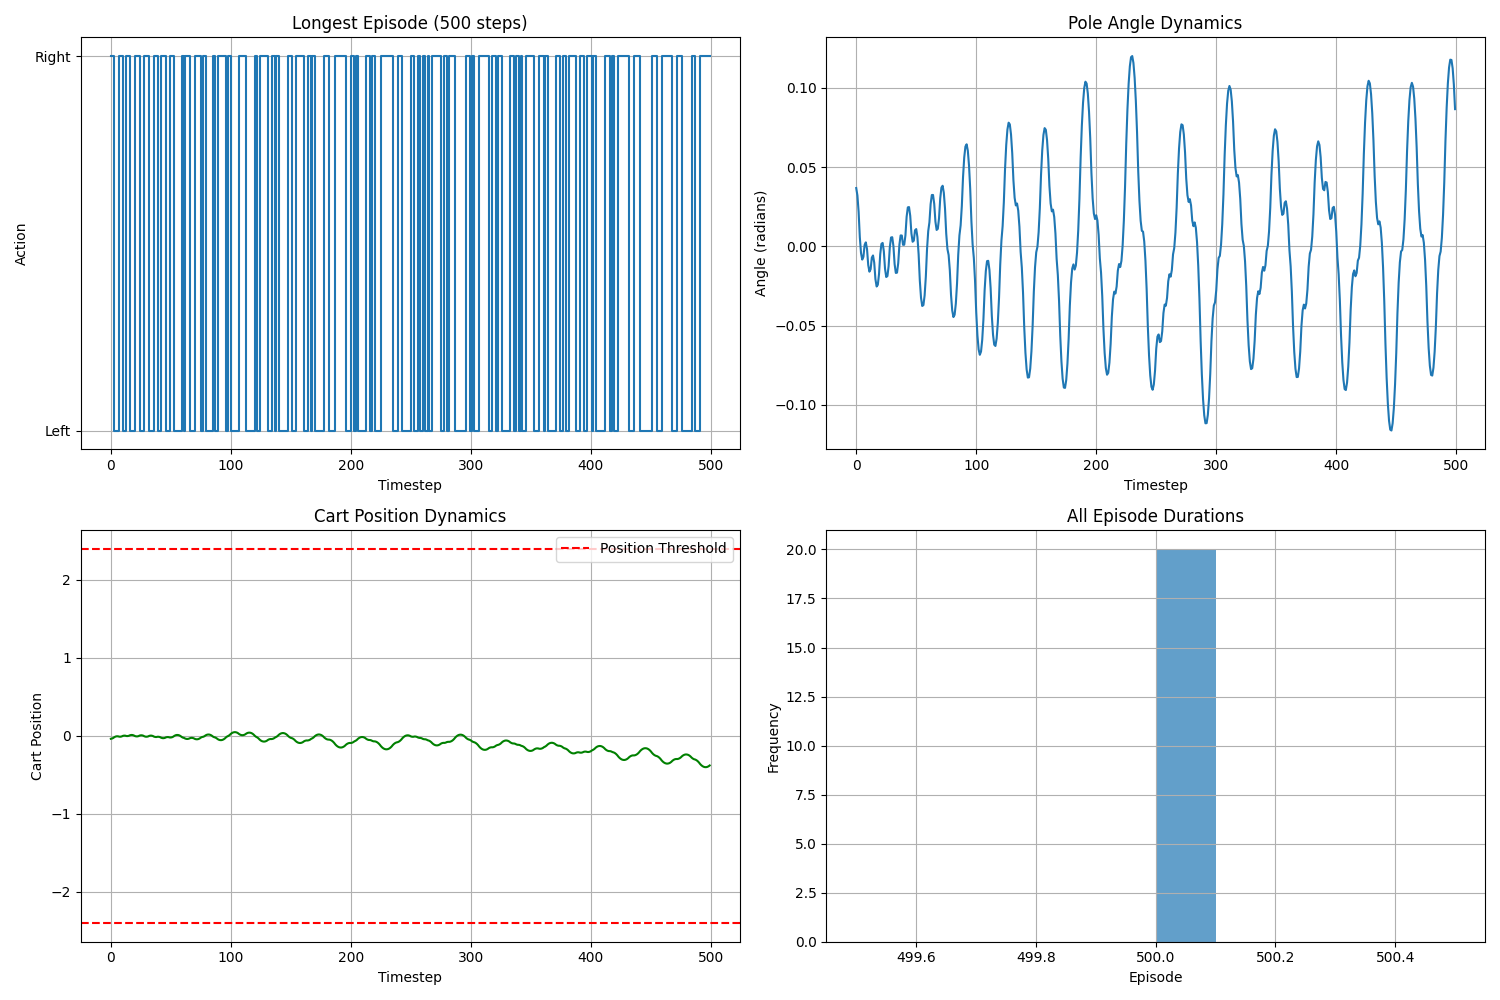 Longest Episode (500 steps)
Right
Left
Action
0 100 200 300 400 500
Timestep
Pole Angle Dynamics
0.10
0.05
0.00
−0.05
−0.10
Angle (radians)
0 100 200 300 400 500
Timestep
Cart Position Dynamics
Position Threshold
2
1
0
−1
−2
Cart Position
0 100 200 300 400 500
Timestep
All Episode Durations
20.0
17.5
15.0
12.5
10.0
7.5
5.0
2.5
0.0
Frequency
499.6 499.8 500.0 500.2 500.4
Episode